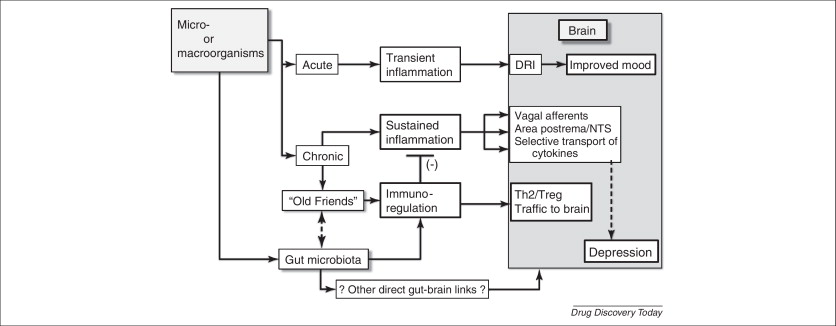 Micro-
or
macroorganisms
Brain
Acute
Transient
inflammation
DRI
Improved mood
Sustained
inflammation
Vagal afferents
Area postrema/NTS
Selective transport of
cytokines
Chronic
(-)
“Old Friends”
Immuno-
regulation
Th2/Treg
Traffic to brain
Gut microbiota
Depression
? Other direct gut-brain links ?
Drug Discovery Today